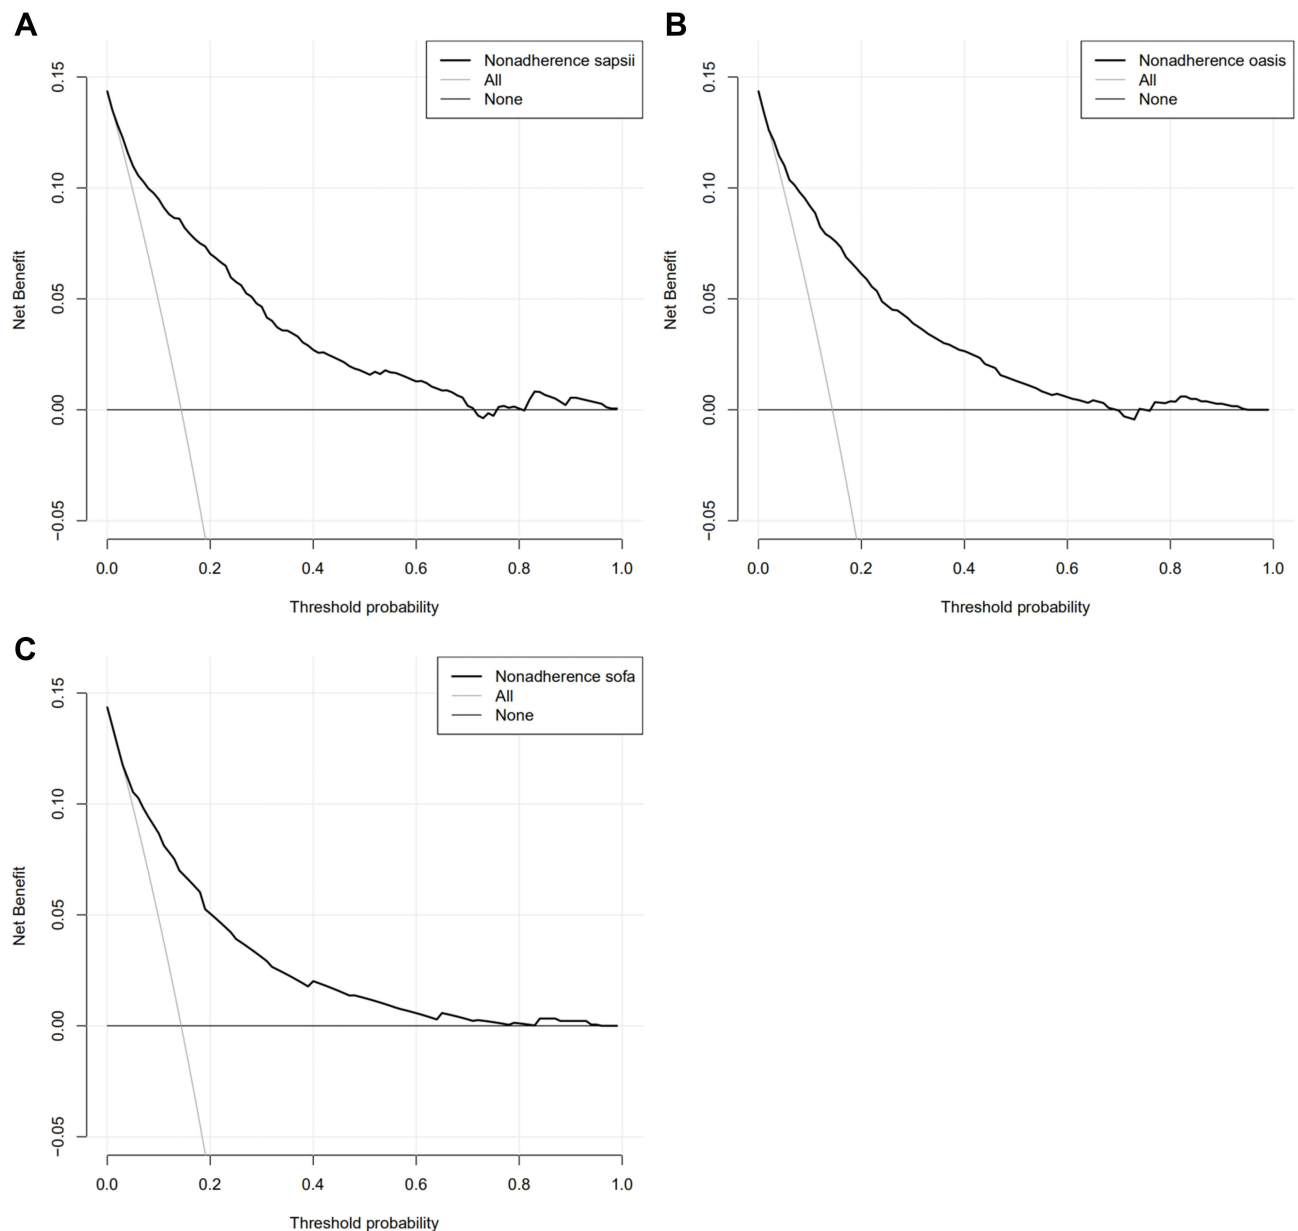 A
Nonadherence sapsii
All
None
0.15
0.10
0.05
0.00
−0.05
Net Benefit
0.0 0.2 0.4 0.6 0.8 1.0
Threshold probability
B
Nonadherence oasis
All
None
0.15
0.10
0.05
0.00
−0.05
Net Benefit
0.0 0.2 0.4 0.6 0.8 1.0
Threshold probability
C
Nonadherence sofa
All
None
0.15
0.10
0.05
0.00
−0.05
Net Benefit
0.0 0.2 0.4 0.6 0.8 1.0
Threshold probability